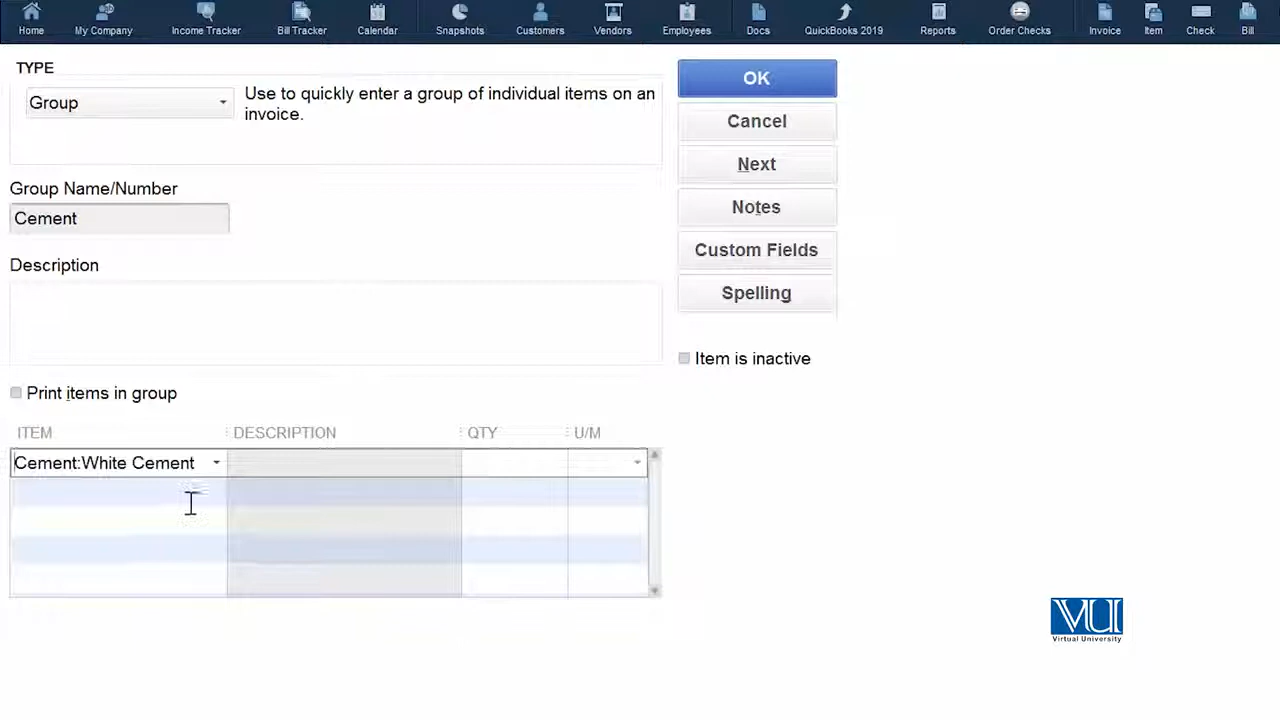 Home
My Company
Income Tracker
Bill Tracker
Calendar
Snapshots
Customers
Vendors
Employees
Docs
QuickBooks 2019
Reports
Order Checks
Invoice
Item
Check
Bill
TYPE
Group
Use to quickly enter a group of individual items on an
invoice.
OK
Cancel
Next
Notes
Custom Fields
Spelling
Group Name/Number
Cement
Description
Item is inactive
Print items in group
ITEM DESCRIPTION QTY U/M
Cement:White Cement
VU
Virtual University